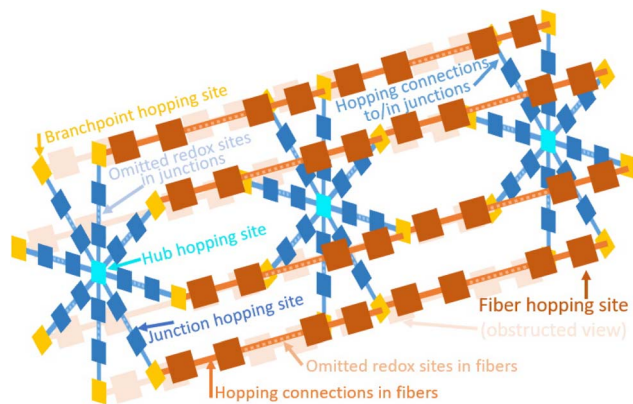 Hopping connections
to/in junctions
Branchpoint hopping site
Omitted redox sites
in junctions
Hub hopping site
Junction hopping site
Fiber hopping site
(obstructed view)
Omitted redox sites in fibers
Hopping connections in fibers